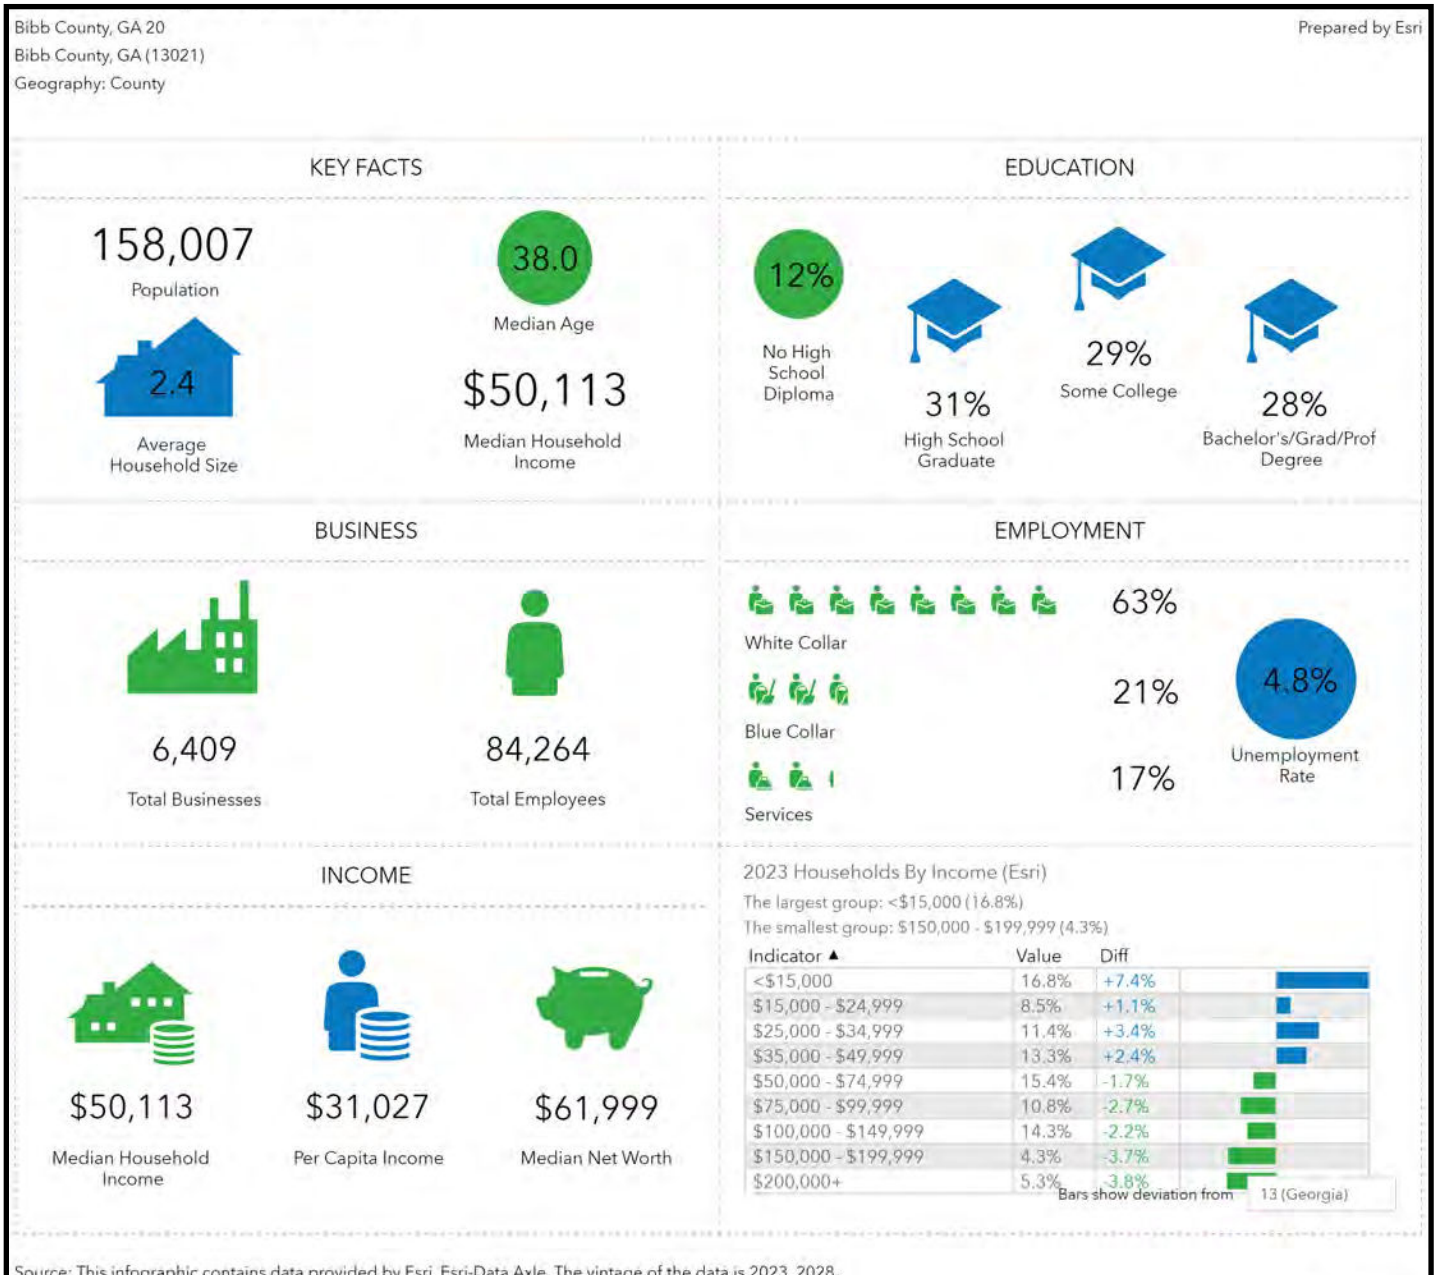 Bibb County, GA 20
Prepared by Esri
Bibb County, GA (13021)
Geography: County
KEY FACTS
158,007
Population
38.0
Median Age
2.4
Average
Household Size
$50,113
Median Household
Income
EDUCATION
12%
No High
School
Diploma
31%
High School
Graduate
29%
Some College
28%
Bachelor's/Grad/Prof
Degree
BUSINESS
6,409
Total Businesses
84,264
Total Employees
EMPLOYMENT
63%
White Collar
21%
Blue Collar
17%
Services
4.8%
Unemployment
Rate
INCOME
$50,113
Median Household
Income
$31,027
Per Capita Income
$61,999
Median Net Worth
2023 Households By Income (Esri)
The largest group: <$15,000 (16.8%)
The smallest group: $150,000 - $199,999 (4.3%)
Indicator ▲ Value Diff
<$15,000 16.8% +7.4%
$15,000 - $24,999 8.5% +1.1%
$25,000 - $34,999 11.4% +3.4%
$35,000 - $49,999 13.3% +2.4%
$50,000 - $74,999 15.4% -1.7%
$75,000 - $99,999 10.8% -2.7%
$100,000 - $149,999 14.3% -2.2%
$150,000 - $199,999 4.3% -3.7%
$200,000+ 5.3% -3.8%
Bars show deviation from 13 (Georgia)
Source: This infographic contains data provided by Esri, Esri-Data Axle. The vintage of the data is 2023, 2028.